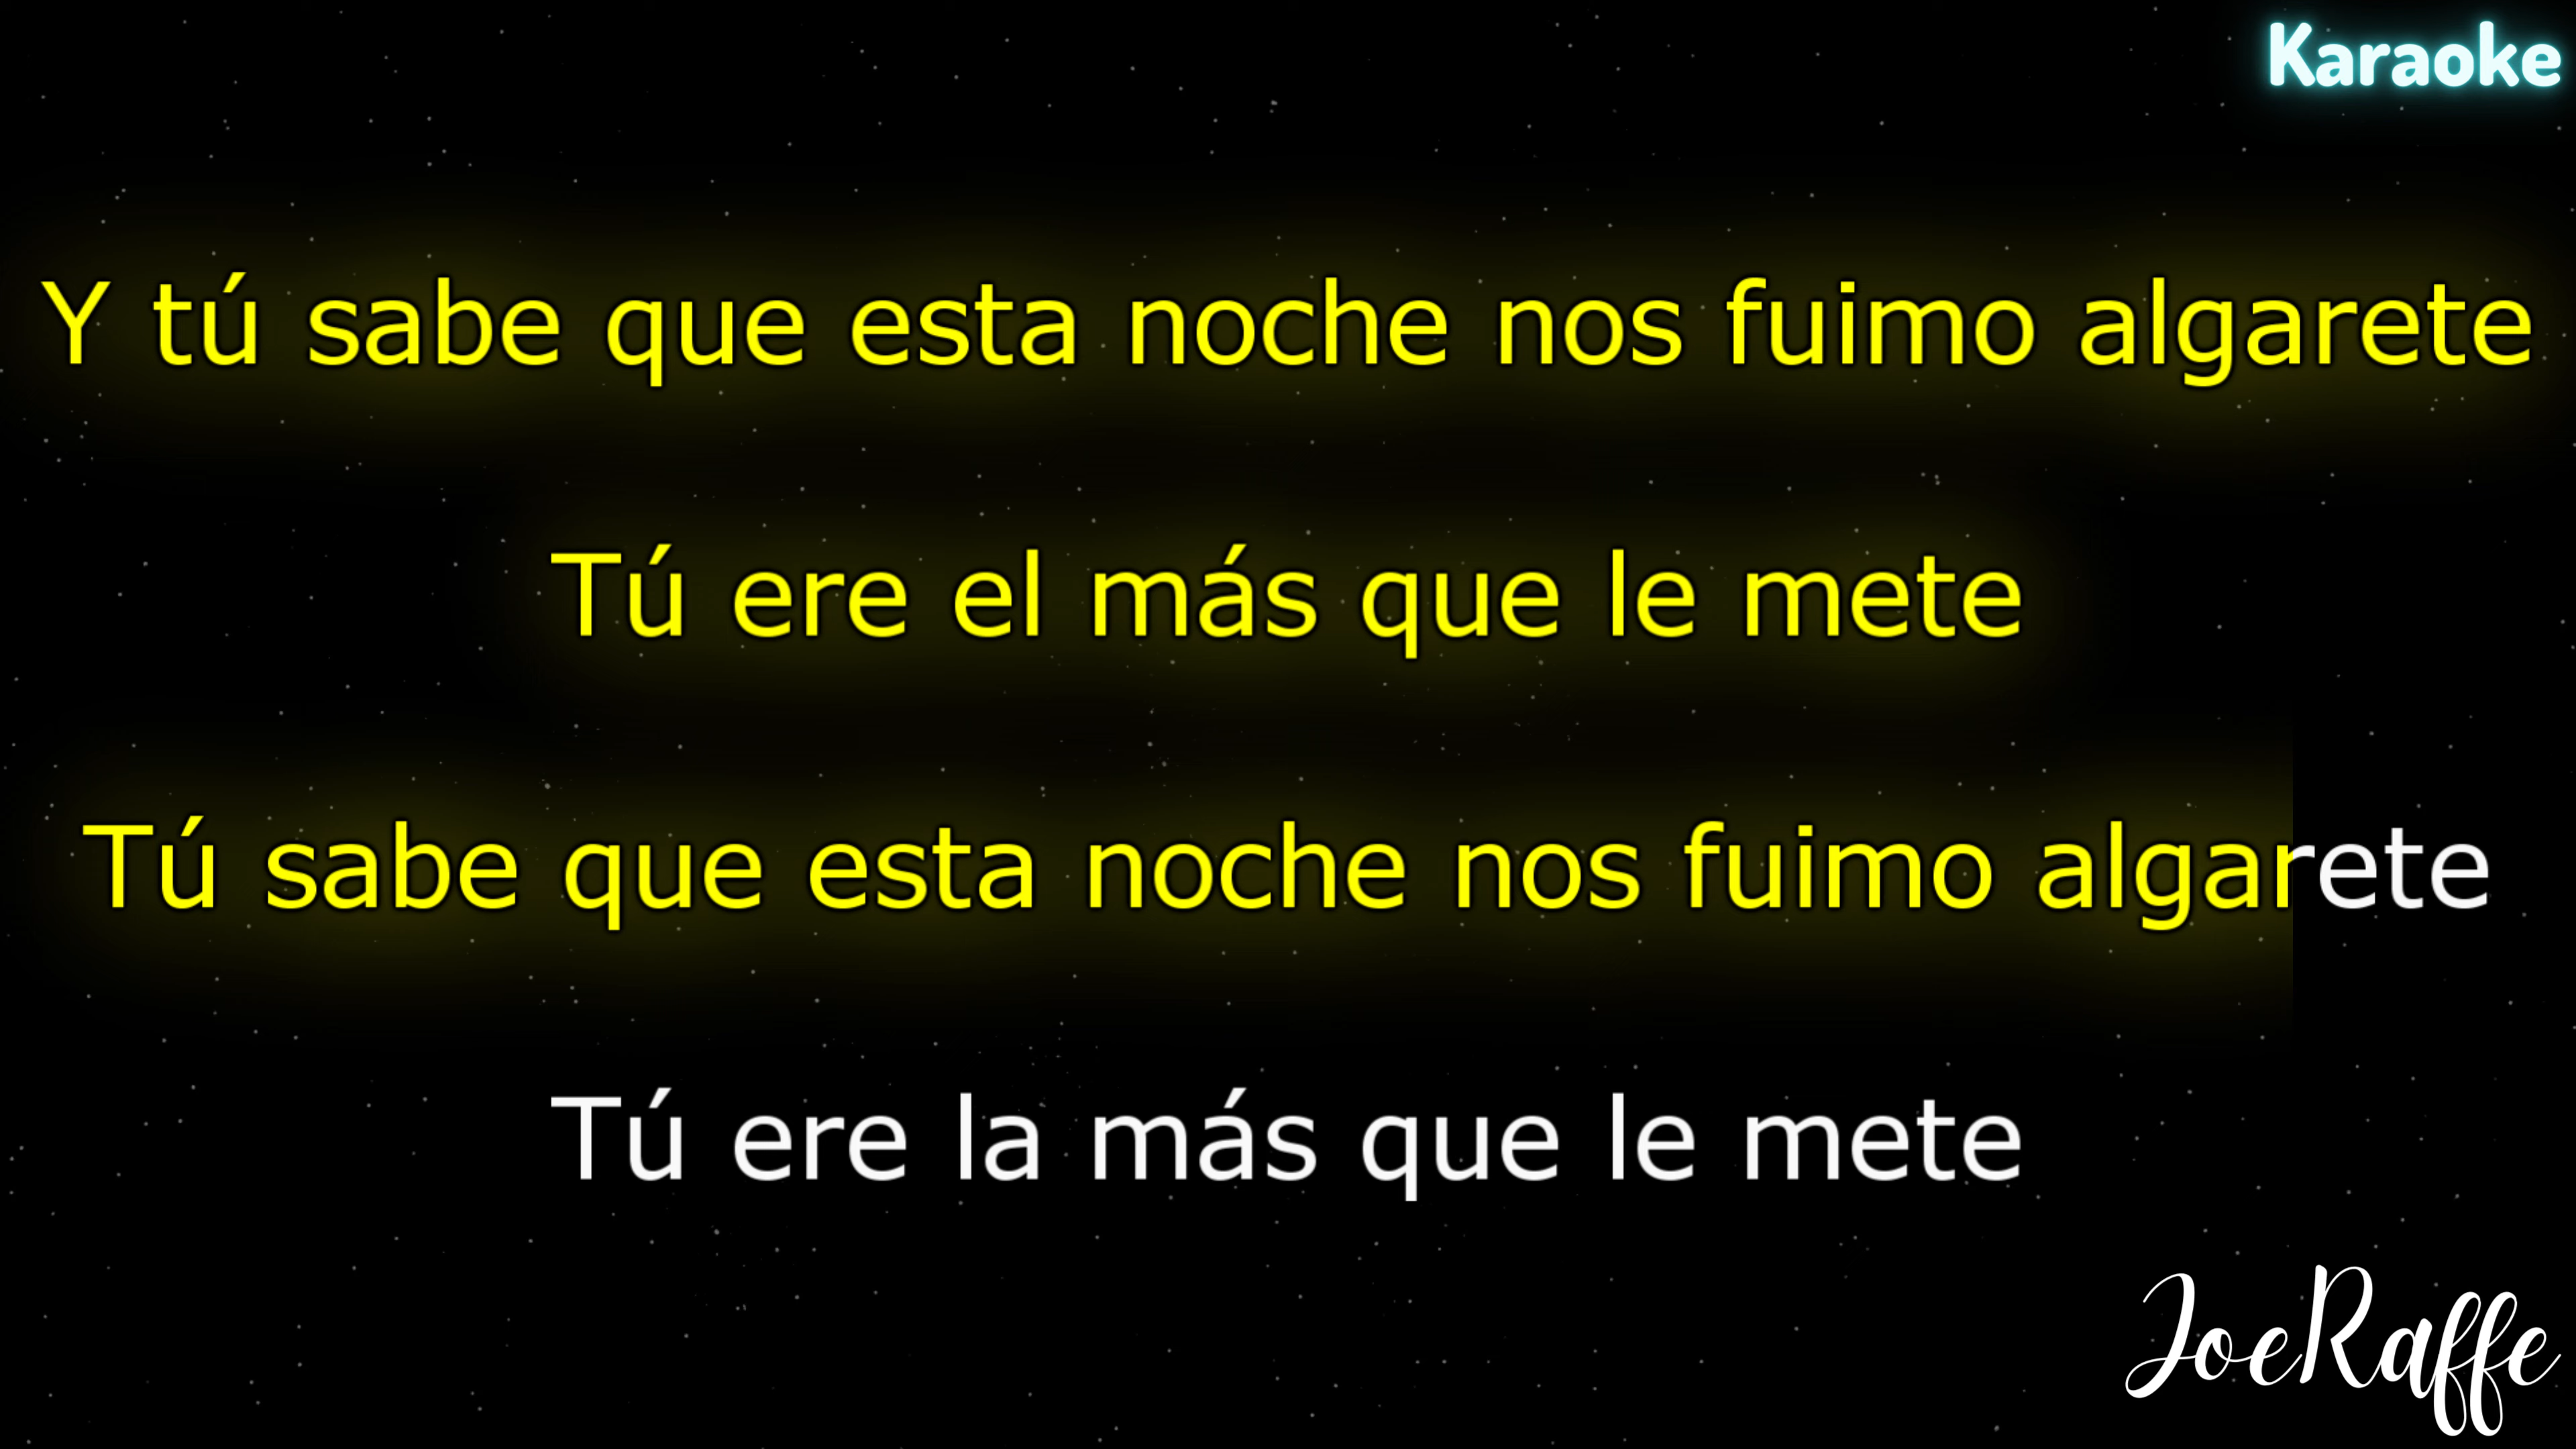 Karaoke
Y tú sabe que esta noche nos fuimo algarete
Tú ere el más que le mete
Tú sabe que esta noche nos fuimo algarete
Tú ere la más que le mete
JoeRaffe